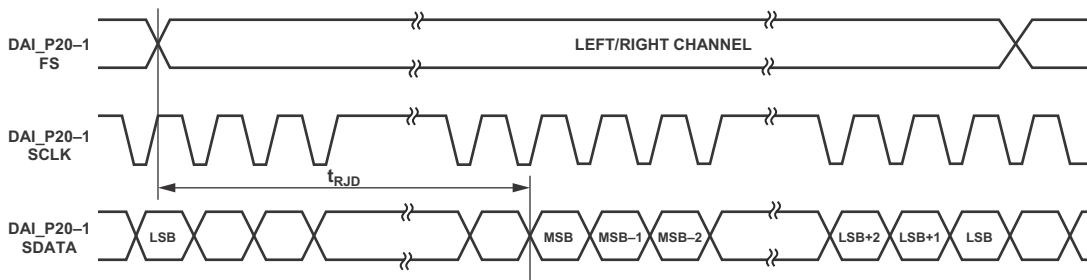 DAI_P20–1
FS
LEFT/RIGHT CHANNEL
DAI_P20–1
SCLK
tRJD
DAI_P20–1
SDATA
LSB
MSB
MSB–1
MSB–2
LSB+2
LSB+1
LSB